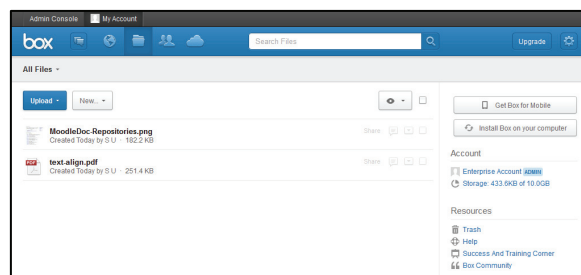 Admin Console My Account
box Search Files Upgrade
All Files
Upload New...
MoodleDoc-Repositories.png Share
Created Today by S U · 182.2 KB
PDF text-align.pdf Share
Created Today by S U · 251.4 KB
Get Box for Mobile
Install Box on your computer
Account
Enterprise Account ADMIN
Storage: 433.6KB of 10.0GB
Resources
Trash
Help
Success And Training Corner
Box Community